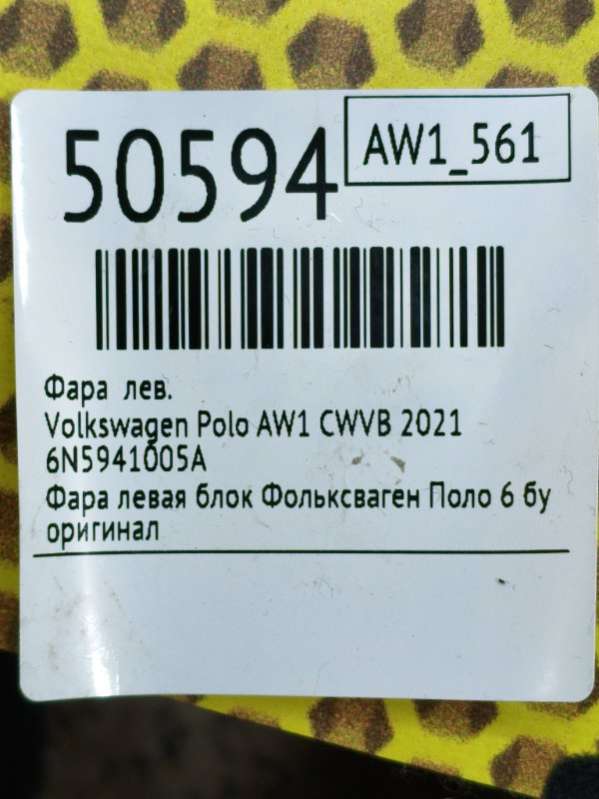 50594
AW1_561
Фара лев.
Volkswagen Polo AW1 CWVB 2021
6N5941005A
Фара левая блок Фольксваген Поло 6 бу
оригинал